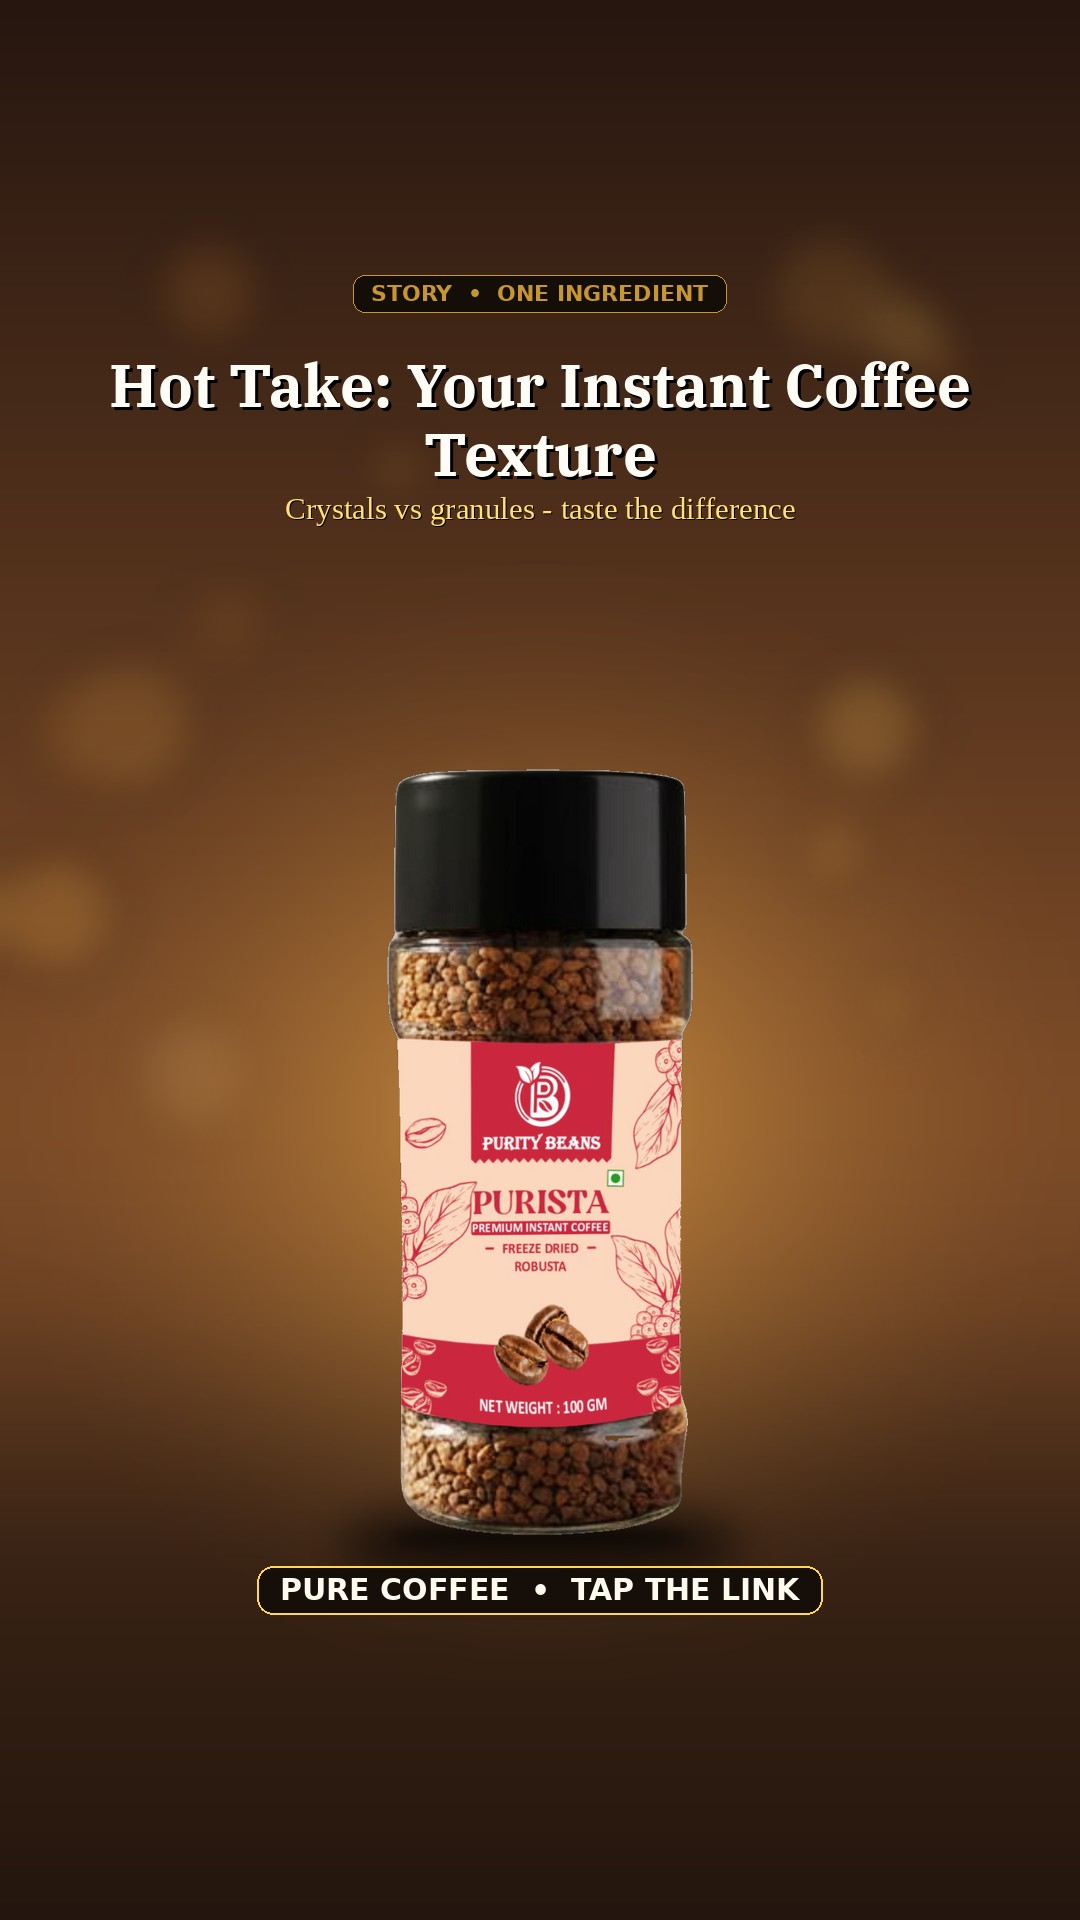 STORY • ONE INGREDIENT
Hot Take: Your Instant Coffee
Texture
Crystals vs granules - taste the difference
PURITY BEANS
PURISTA
PREMIUM INSTANT COFFEE
– FREEZE DRIED –
ROBUSTA
NET WEIGHT : 100 GM
PURE COFFEE • TAP THE LINK